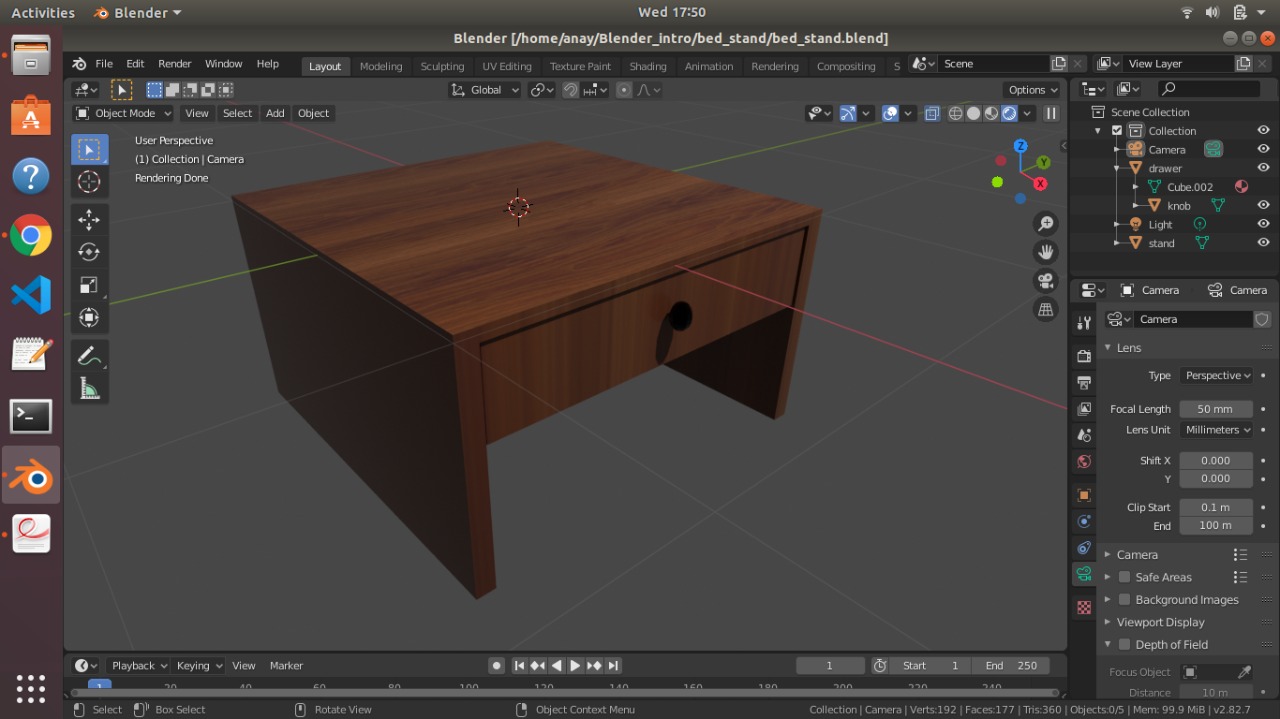 Activities Blender Wed 17:50
Blender [/home/anay/Blender_intro/bed_stand/bed_stand.blend]
File Edit Render Window Help Layout Modeling Sculpting UV Editing Texture Paint Shading Animation Rendering Compositing S Scene View Layer
Global Options
Object Mode View Select Add Object
User Perspective
(1) Collection | Camera
Rendering Done
Z
Y
X
Scene Collection
Collection
Camera
drawer
Cube.002
knob
Light
stand
Camera Camera
Camera
Lens
Type Perspective
Focal Length 50 mm
Lens Unit Millimeters
Shift X 0.000
Y 0.000
Clip Start 0.1 m
End 100 m
Camera
Safe Areas
Background Images
Viewport Display
Depth of Field
Focus Object
Distance 10 m
Playback Keying View Marker 1 Start 1 End 250
1 20 40 60 80 100 120 140 160 180 200 220 240
Select Box Select Rotate View Object Context Menu Collection | Camera | Verts:192 | Faces:177 | Tris:360 | Objects:0/5 | Mem: 99.9 MiB | v2.82.7